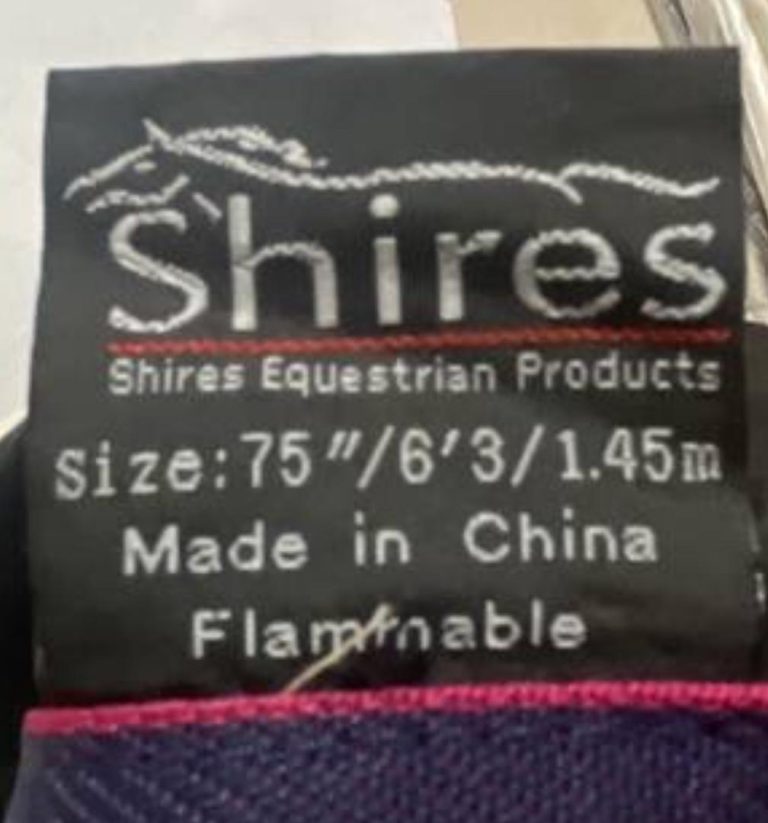 Shires
Shires Equestrian Products
Size:75"/6'3/1.45m
Made in China
Flammable